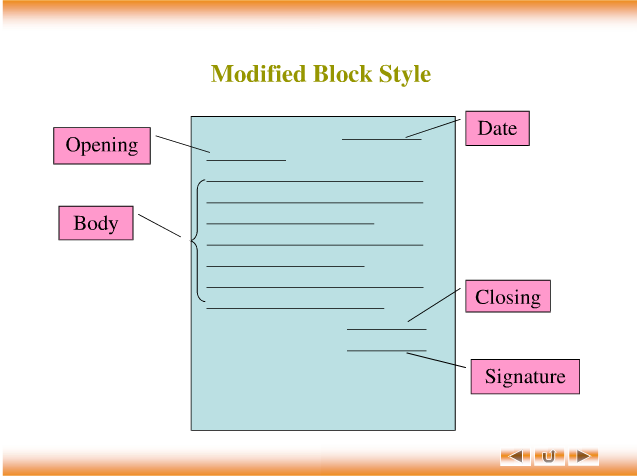 Modified Block Style
Date
Opening
Body
Closing
Signature